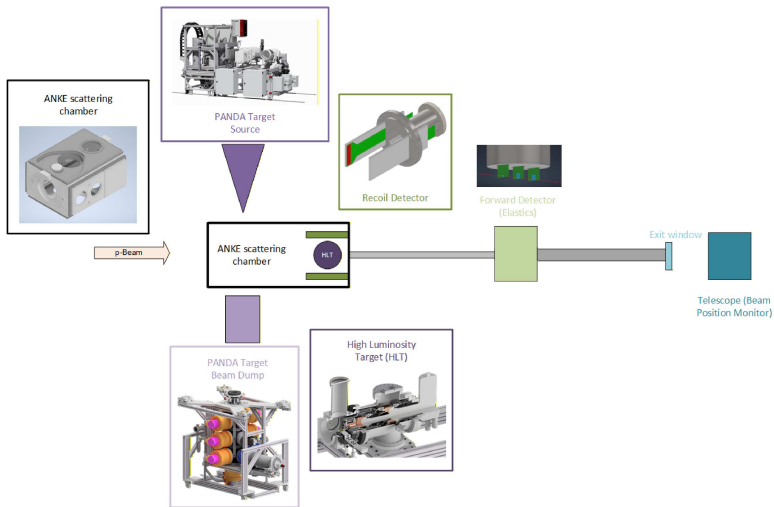 ANKE scattering
chamber
PANDA Target
Source
Recoil Detector
Forward Detector
(Elastics)
Exit window
p-Beam
ANKE scattering
chamber
HLT
Telescope (Beam
Position Monitor)
PANDA Target
Beam Dump
High Luminosity
Target (HLT)